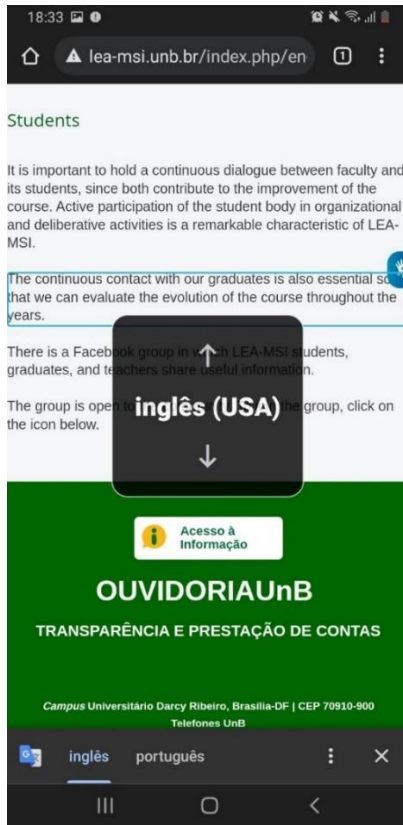 18:33
lea-msi.unb.br/index.php/en
1
Students
It is important to hold a continuous dialogue between faculty and
its students, since both contribute to the improvement of the
course. Active participation of the student body in organizational
and deliberative activities is a remarkable characteristic of LEA-
MSI.
The continuous contact with our graduates is also essential so
that we can evaluate the evolution of the course throughout the
years.
There is a Facebook group in which LEA-MSI students,
graduates, and teachers share useful information.
The group is open to group, click on
the icon below.
inglês (USA)
Acesso à
Informação
OUVIDORIAUnB
TRANSPARÊNCIA E PRESTAÇÃO DE CONTAS
Campus Universitário Darcy Ribeiro, Brasília-DF | CEP 70910-900
Telefones UnB
inglês português